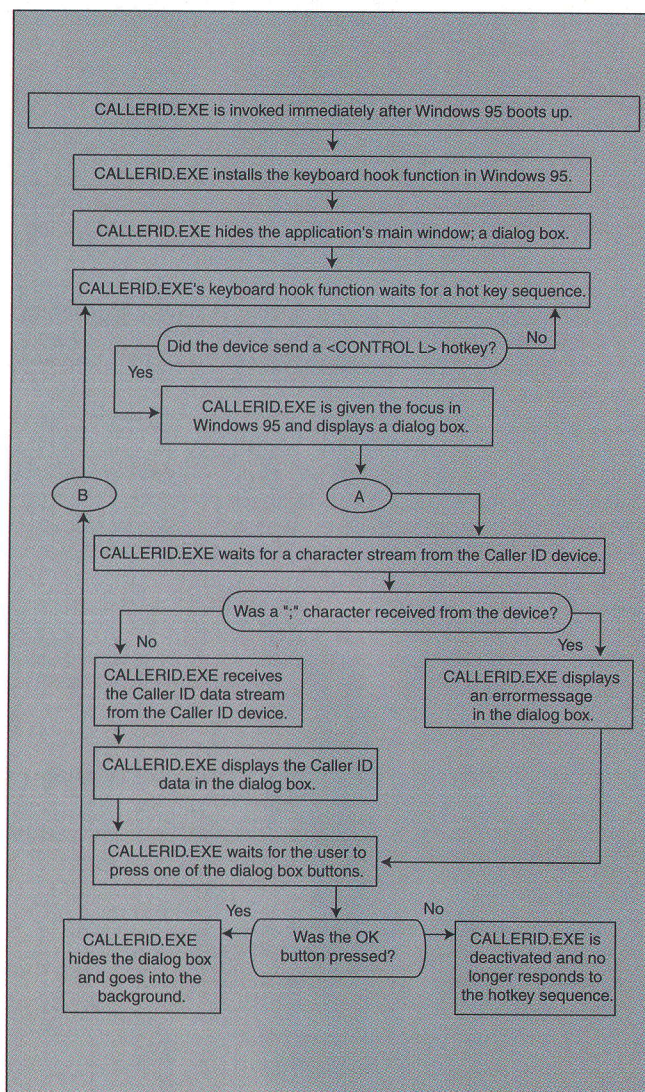 CALLERID.EXE is invoked immediately after Windows 95 boots up.
CALLERID.EXE installs the keyboard hook function in Windows 95.
CALLERID.EXE hides the application's main window; a dialog box.
CALLERID.EXE's keyboard hook function waits for a hot key sequence.
Did the device send a <CONTROL L> hotkey?
No
Yes
CALLERID.EXE is given the focus in
Windows 95 and displays a dialog box.
B
A
CALLERID.EXE waits for a character stream from the Caller ID device.
Was a ";" character received from the device?
No
Yes
CALLERID.EXE receives
the Caller ID data stream
from the Caller ID device.
CALLERID.EXE displays
an errormessage
in the dialog box.
CALLERID.EXE displays the Caller ID
data in the dialog box.
CALLERID.EXE waits for the user to
press one of the dialog box buttons.
Yes
No
Was the OK
button pressed?
CALLERID.EXE
hides the dialog box
and goes into the
background.
CALLERID.EXE is
deactivated and no
longer responds to
the hotkey sequence.